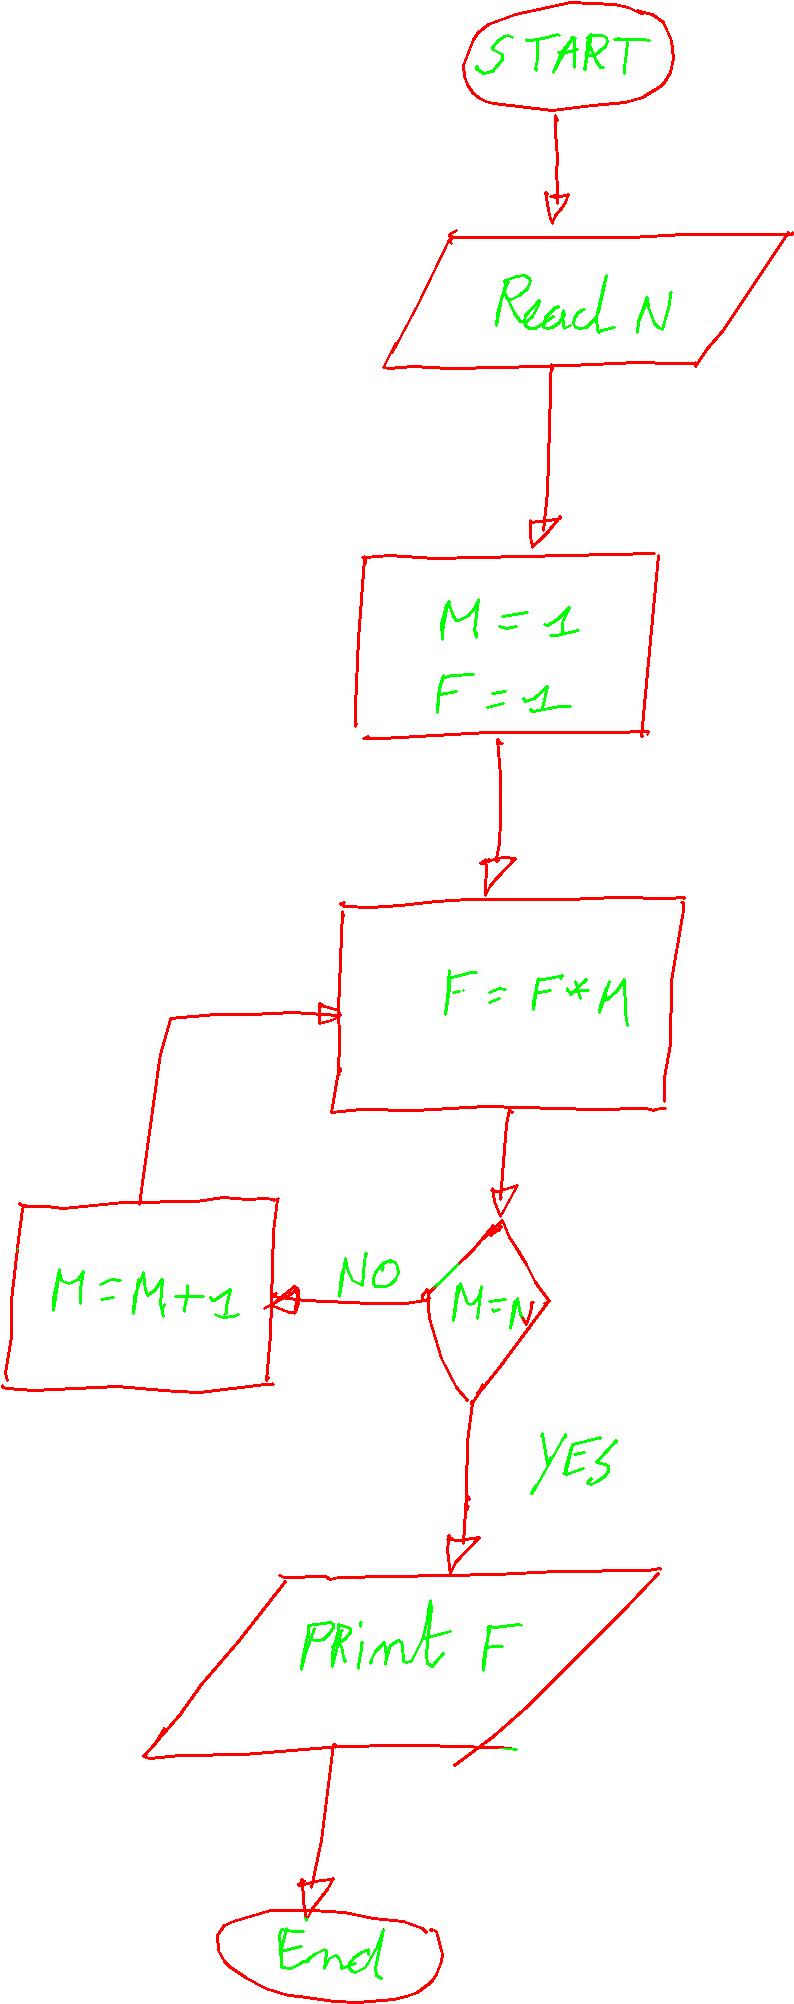 START
Read N
M = 1
F = 1
F = F * M
M = N
NO
M = M + 1
YES
PRint F
End